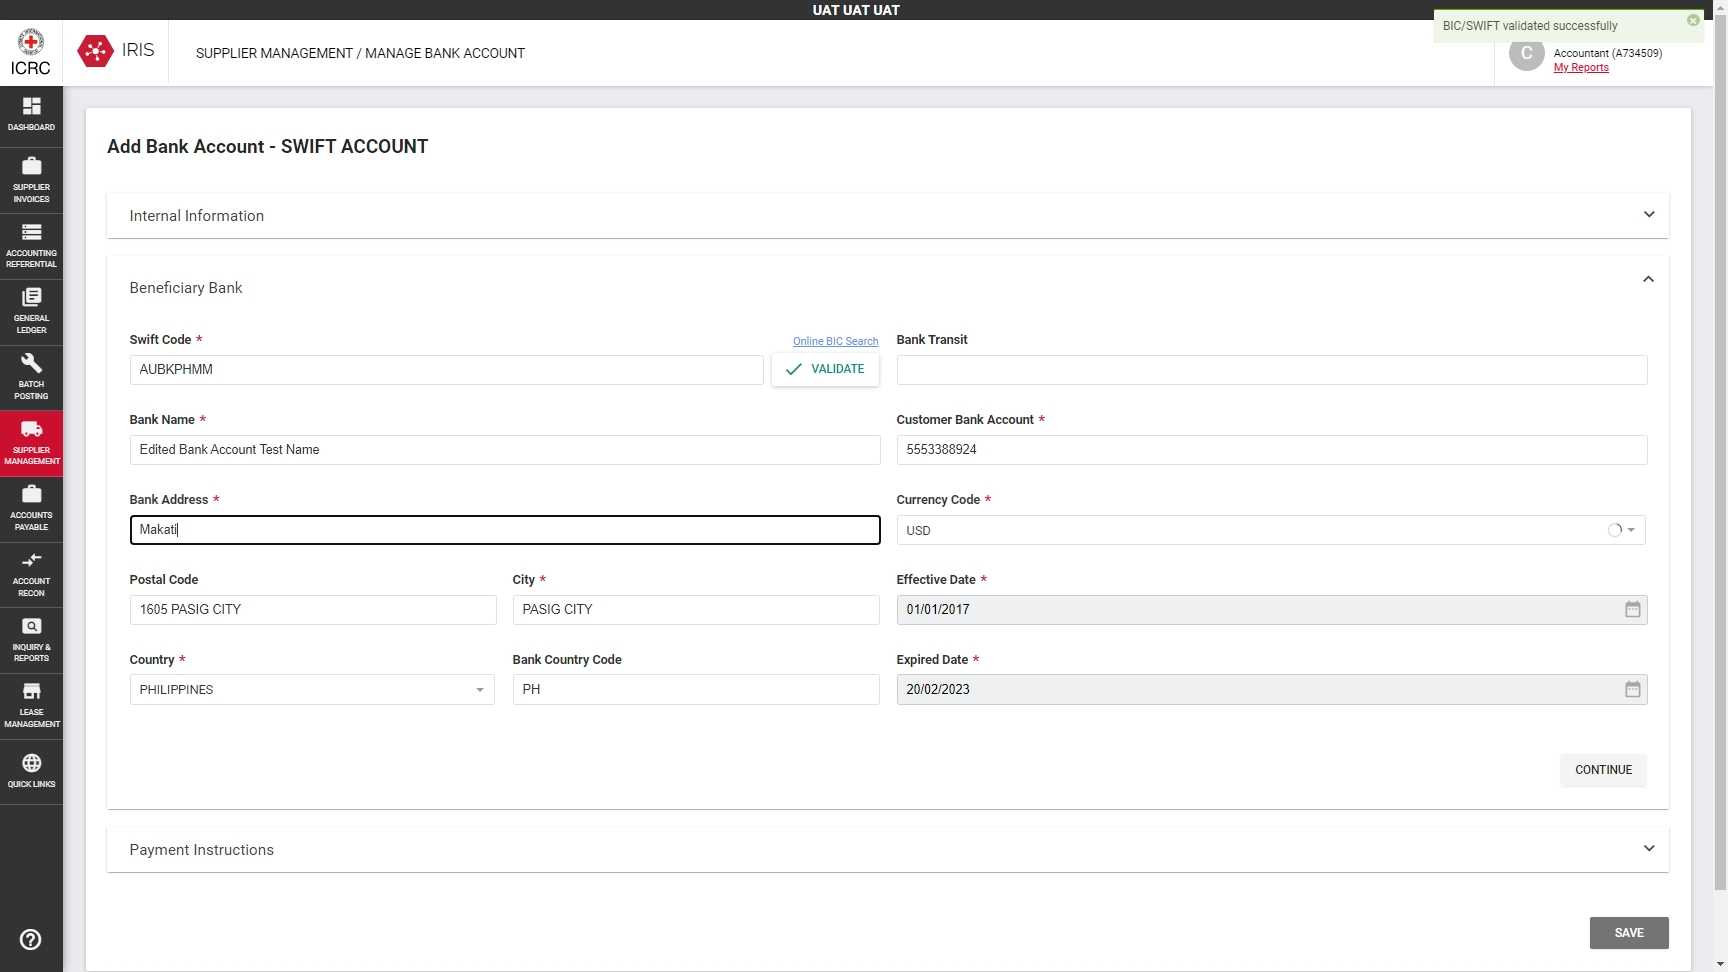 UAT UAT UAT
BIC/SWIFT validated successfully
ICRC
IRIS
SUPPLIER MANAGEMENT / MANAGE BANK ACCOUNT
C
Accountant (A734509)
My Reports
DASHBOARD
SUPPLIER
INVOICES
ACCOUNTING
REFERENTIAL
GENERAL
LEDGER
BATCH
POSTING
SUPPLIER
MANAGEMENT
ACCOUNTS
PAYABLE
ACCOUNT
RECON
INQUIRY &
REPORTS
LEASE
MANAGEMENT
QUICK LINKS
Add Bank Account - SWIFT ACCOUNT
Internal Information
Beneficiary Bank
Swift Code *
Online BIC Search
AUBKPHMM
VALIDATE
Bank Transit
Bank Name *
Edited Bank Account Test Name
Customer Bank Account *
5553388924
Bank Address *
Makati
Currency Code *
USD
Postal Code
1605 PASIG CITY
City *
PASIG CITY
Effective Date *
01/01/2017
Country *
PHILIPPINES
Bank Country Code
PH
Expired Date *
20/02/2023
CONTINUE
Payment Instructions
SAVE